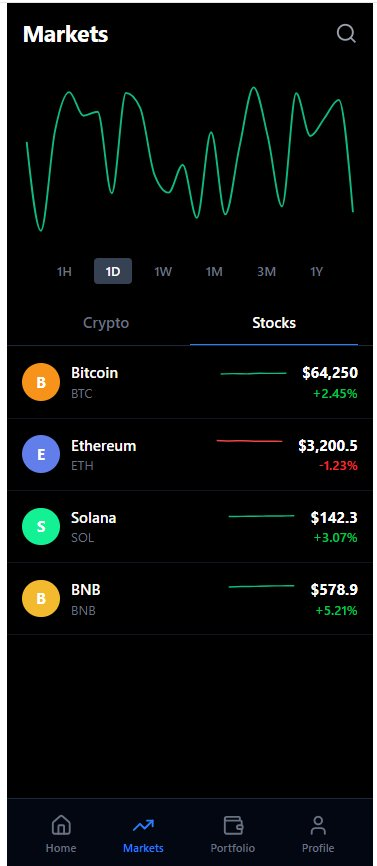 Markets
1H 1D 1W 1M 3M 1Y
Crypto Stocks
B Bitcoin $64,250
BTC +2.45%
E Ethereum $3,200.5
ETH -1.23%
S Solana $142.3
SOL +3.07%
B BNB $578.9
BNB +5.21%
Home Markets Portfolio Profile